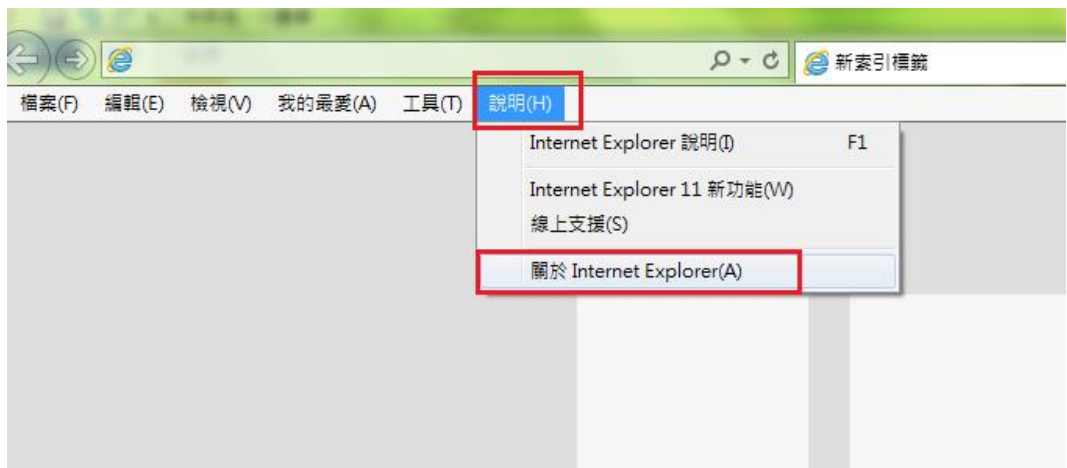 新索引標籤
檔案(F) 編輯(E) 檢視(V) 我的最愛(A) 工具(T) 說明(H)
Internet Explorer 說明(I) F1
Internet Explorer 11 新功能(W)
線上支援(S)
關於 Internet Explorer(A)